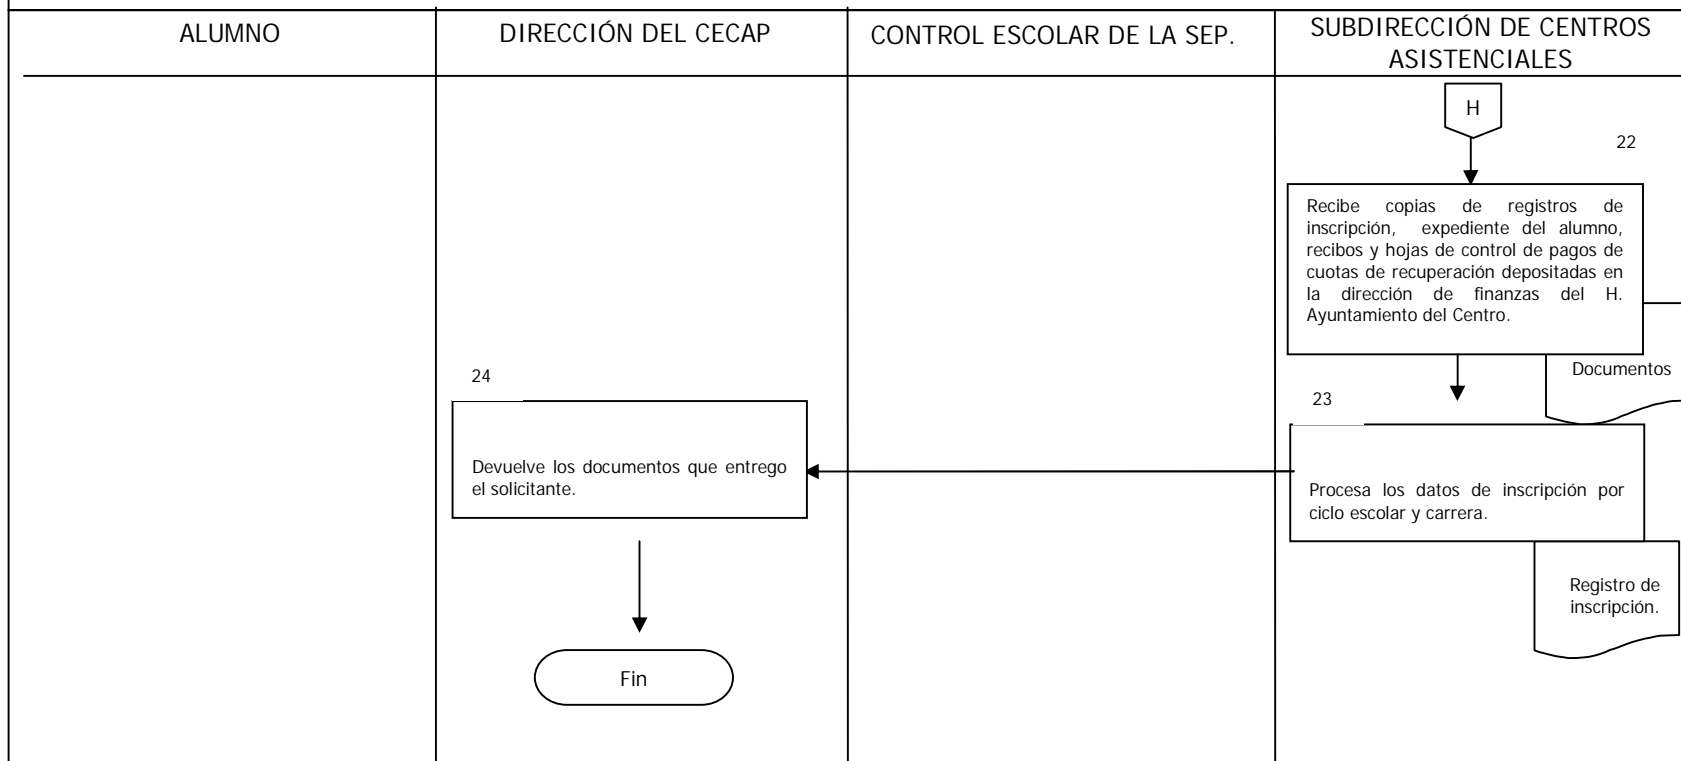 ALUMNO
DIRECCIÓN DEL CECAP
CONTROL ESCOLAR DE LA SEP.
SUBDIRECCIÓN DE CENTROS
ASISTENCIALES
H
22
Recibe copias de registros de
inscripción, expediente del alumno,
recibos y hojas de control de pagos de
cuotas de recuperación depositadas en
la dirección de finanzas del H.
Ayuntamiento del Centro.
Documentos
23
Procesa los datos de inscripción por
ciclo escolar y carrera.
Registro de
inscripción.
24
Devuelve los documentos que entrego
el solicitante.
Fin